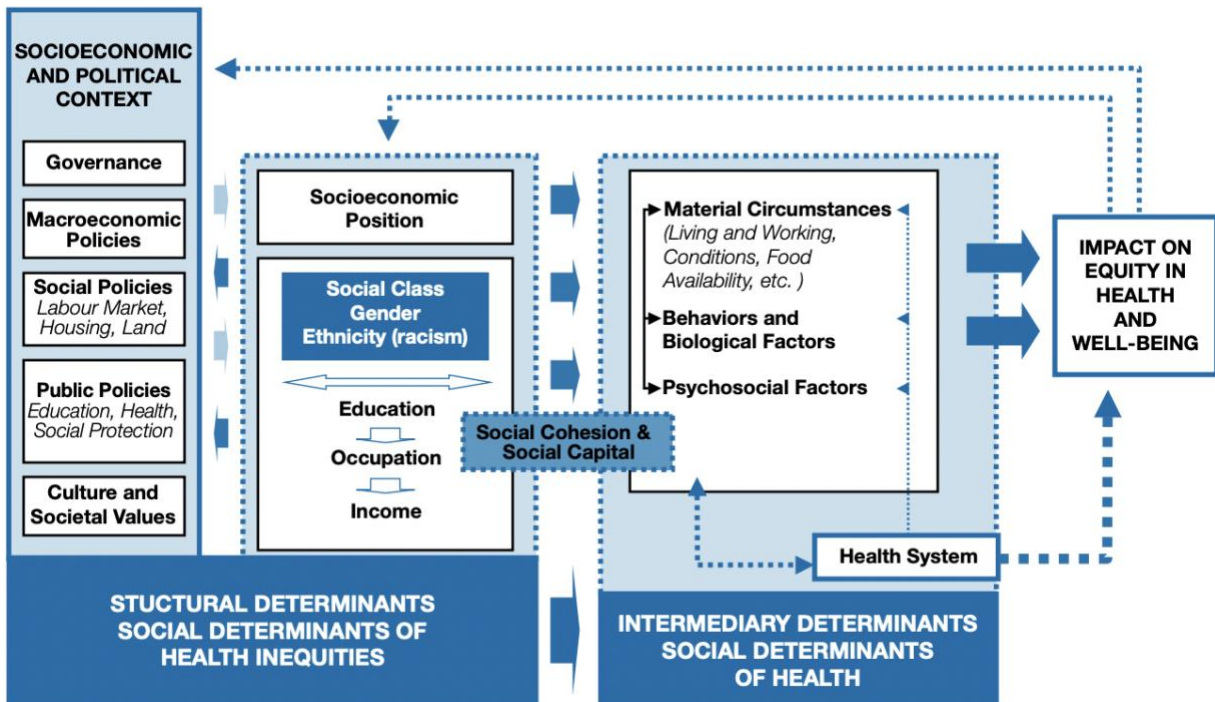 SOCIOECONOMIC
AND POLITICAL
CONTEXT
Governance
Macroeconomic
Policies
Social Policies
Labour Market,
Housing, Land
Public Policies
Education, Health,
Social Protection
Culture and
Societal Values
Socioeconomic
Position
Social Class
Gender
Ethnicity (racism)
Education
Occupation
Income
Social Cohesion &
Social Capital
Material Circumstances
(Living and Working,
Conditions, Food
Availability, etc. )
Behaviors and
Biological Factors
Psychosocial Factors
Health System
IMPACT ON
EQUITY IN
HEALTH
AND
WELL-BEING
STUCTURAL DETERMINANTS
SOCIAL DETERMINANTS OF
HEALTH INEQUITIES
INTERMEDIARY DETERMINANTS
SOCIAL DETERMINANTS
OF HEALTH